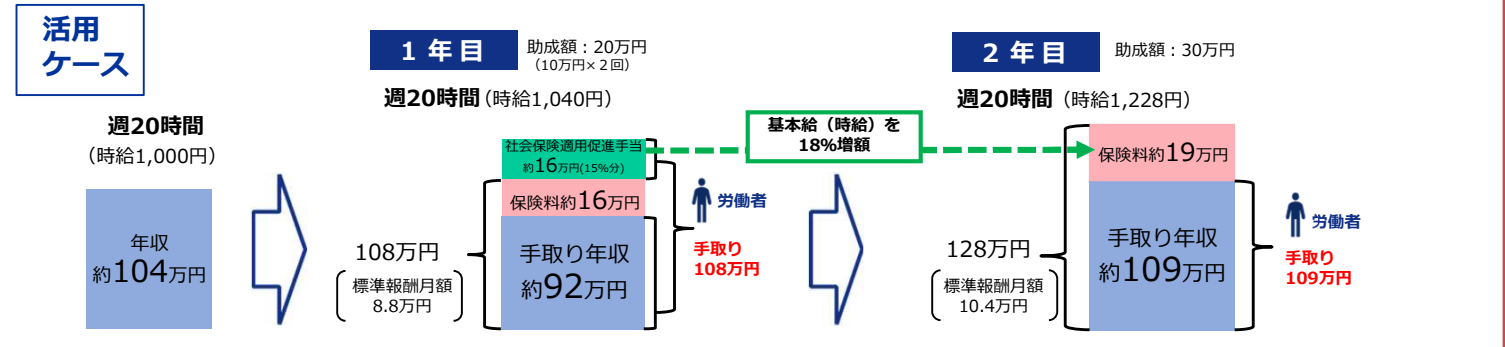 活用
ケース
週20時間
（時給1,000円）
年収
約104万円
１年目
助成額：20万円
（10万円×２回）
週20時間（時給1,040円）
社会保険適用促進手当
約16万円(15%分)
保険料約16万円
手取り年収
約92万円
108万円
標準報酬月額
8.8万円
労働者
手取り
108万円
基本給（時給）を
18%増額
２年目
助成額：30万円
週20時間（時給1,228円）
保険料約19万円
手取り年収
約109万円
128万円
標準報酬月額
10.4万円
労働者
手取り
109万円